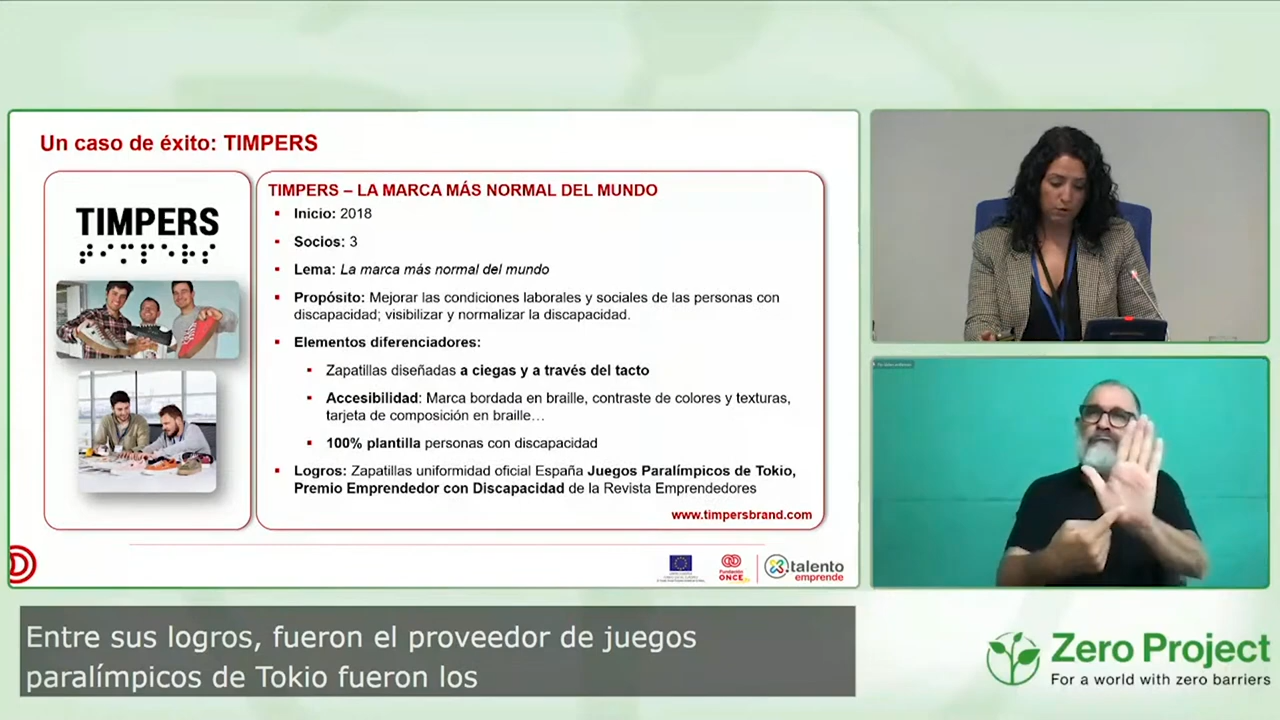 Un caso de éxito: TIMPERS
TIMPERS
TIMPERS – LA MARCA MÁS NORMAL DEL MUNDO
Inicio: 2018
Socios: 3
Lema: La marca más normal del mundo
Propósito: Mejorar las condiciones laborales y sociales de las personas con
discapacidad; visibilizar y normalizar la discapacidad.
Elementos diferenciadores:
Zapatillas diseñadas a ciegas y a través del tacto
Accesibilidad: Marca bordada en braille, contraste de colores y texturas,
tarjeta de composición en braille…
100% plantilla personas con discapacidad
Logros: Zapatillas uniformidad oficial España Juegos Paralímpicos de Tokio,
Premio Emprendedor con Discapacidad de la Revista Emprendedores
www.timpersbrand.com
Fundación
ONCE
talento
emprende
Entre sus logros, fueron el proveedor de juegos
paralímpicos de Tokio fueron los
Zero Project
For a world with zero barriers